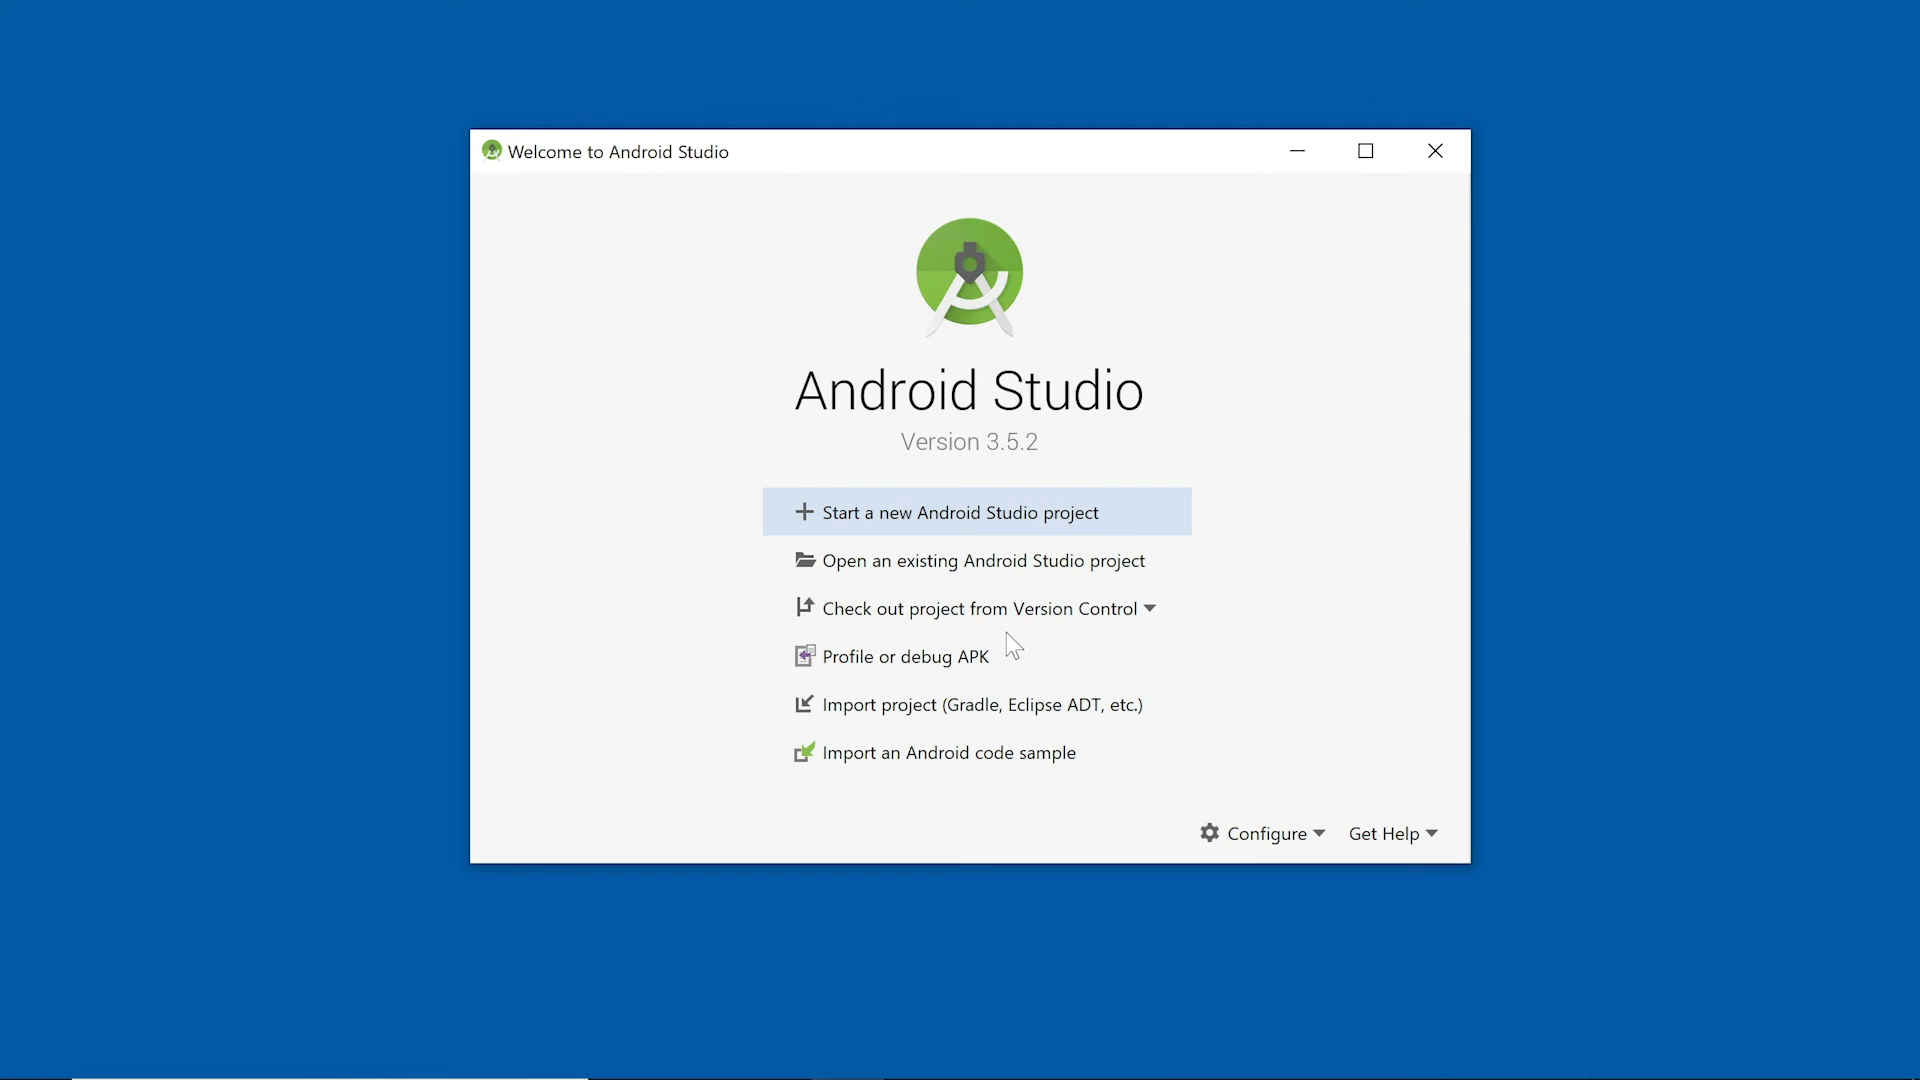 Welcome to Android Studio
Android Studio
Version 3.5.2
Start a new Android Studio project
Open an existing Android Studio project
Check out project from Version Control
Profile or debug APK
Import project (Gradle, Eclipse ADT, etc.)
Import an Android code sample
Configure Get Help